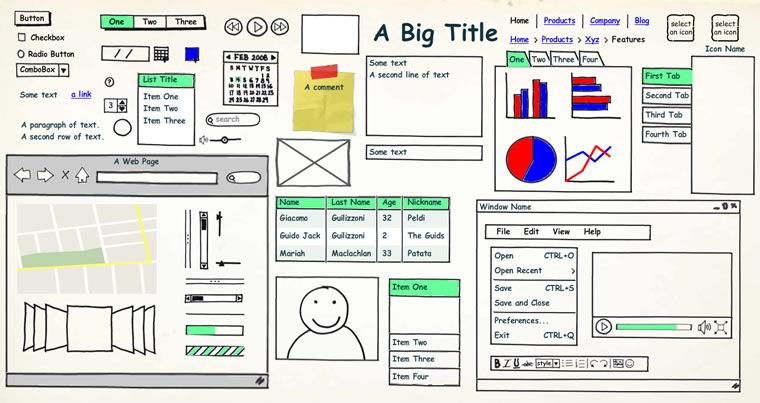 Button
One Two Three
Checkbox
Radio Button
ComboBox
/ /
Some text a link
3
A paragraph of text.
A second row of text.
List Title
Item One
Item Two
Item Three
FEB 2008
S M T W T F S
search
A comment
A Big Title
Some text
A second line of text
Some text
Home Products Company Blog
Home > Products > Xyz > Features
select an icon
select an icon
Icon Name
One Two Three Four
First Tab
Second Tab
Third Tab
Fourth Tab
A Web Page
Name Last Name Age Nickname
Giacomo Guilizzoni 32 Peldi
Guido Jack Guilizzoni 2 The Guids
Mariah Maclachlan 33 Patata
Item One
Item Two
Item Three
Item Four
Window Name
File Edit View Help
Open CTRL+O
Open Recent >
Save CTRL+S
Save and Close
Preferences...
Exit CTRL+Q
B I U abc style